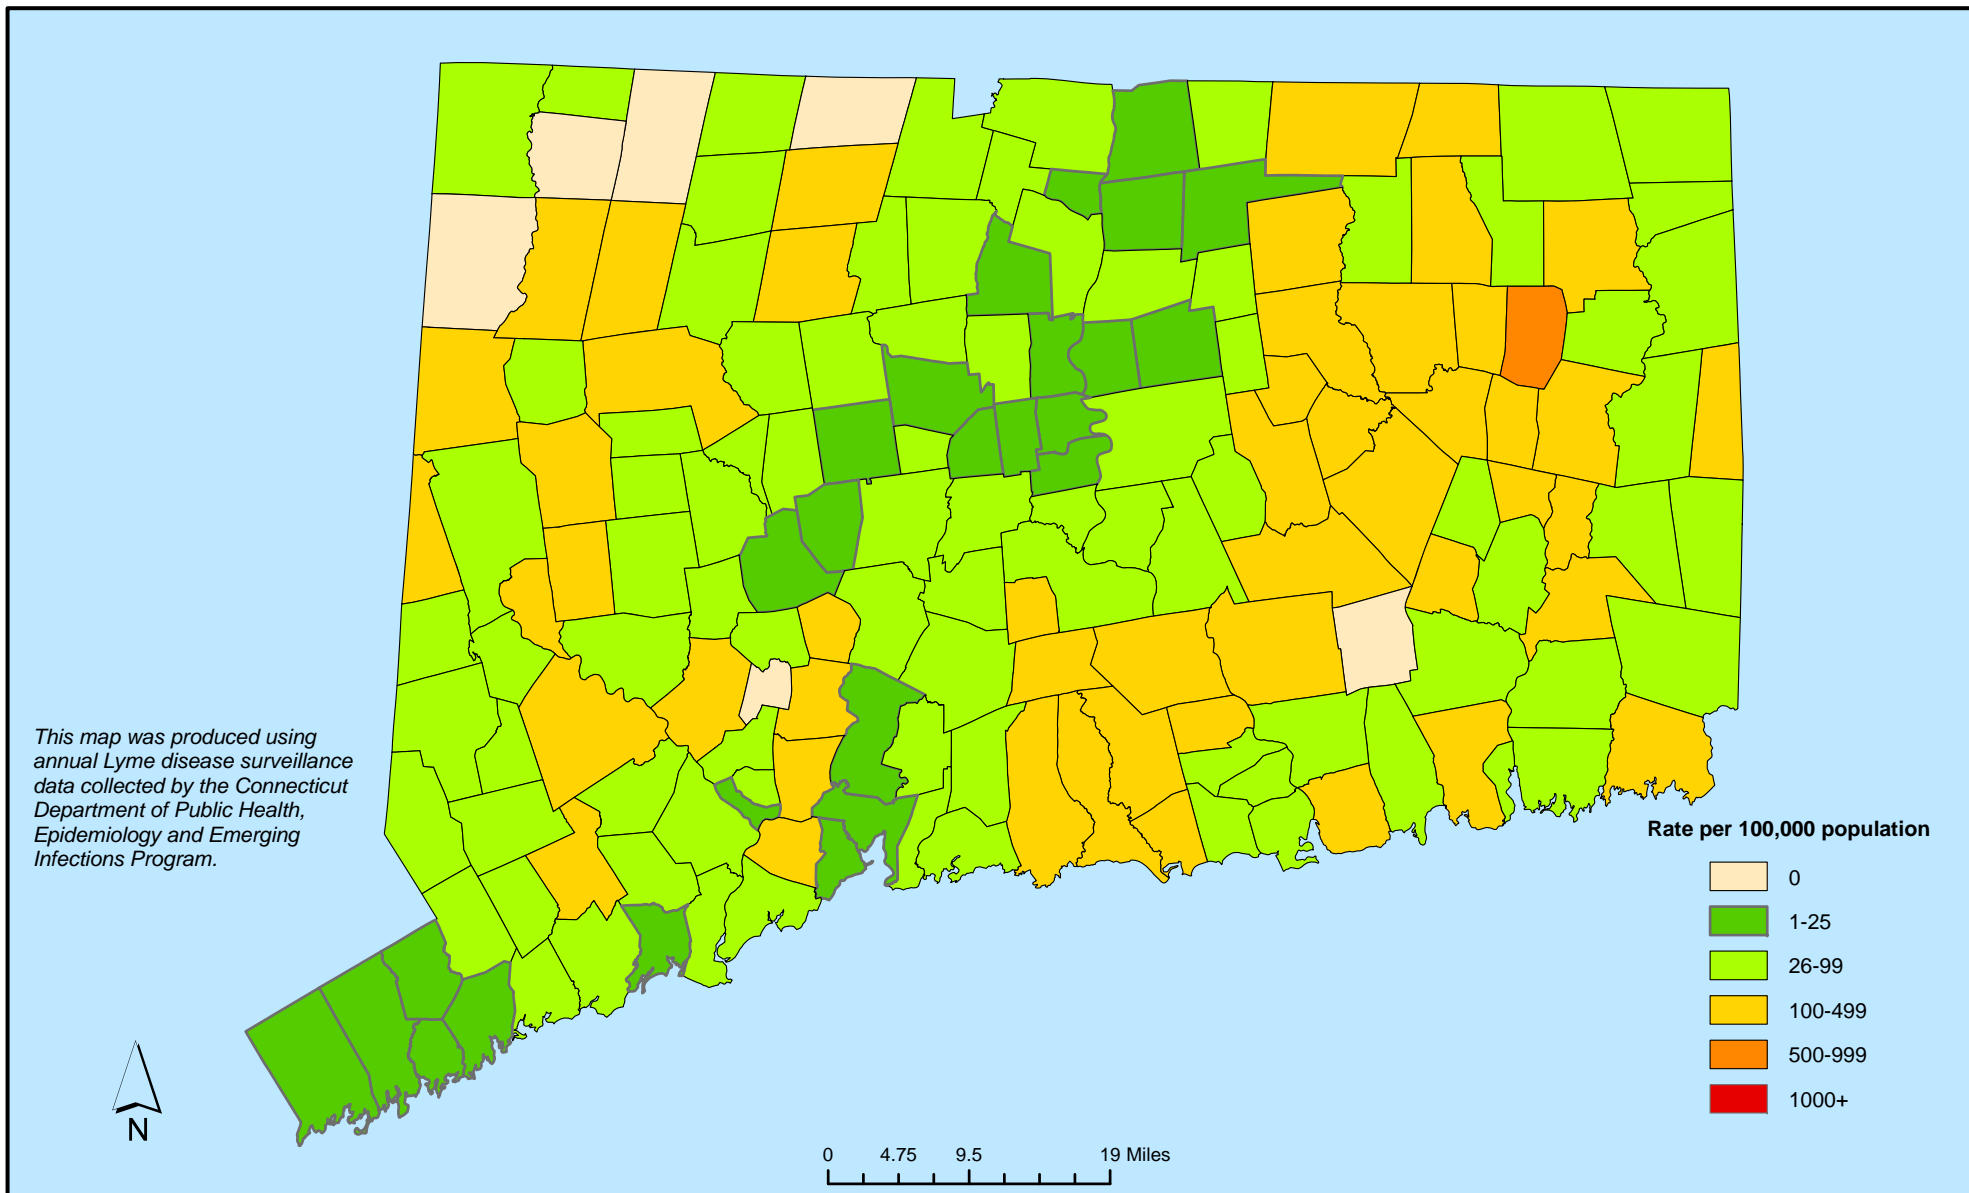 This map was produced using
annual Lyme disease surveillance
data collected by the Connecticut
Department of Public Health,
Epidemiology and Emerging
Infections Program.
Rate per 100,000 population
0
1-25
26-99
100-499
500-999
1000+
N
0 4.75 9.5 19 Miles